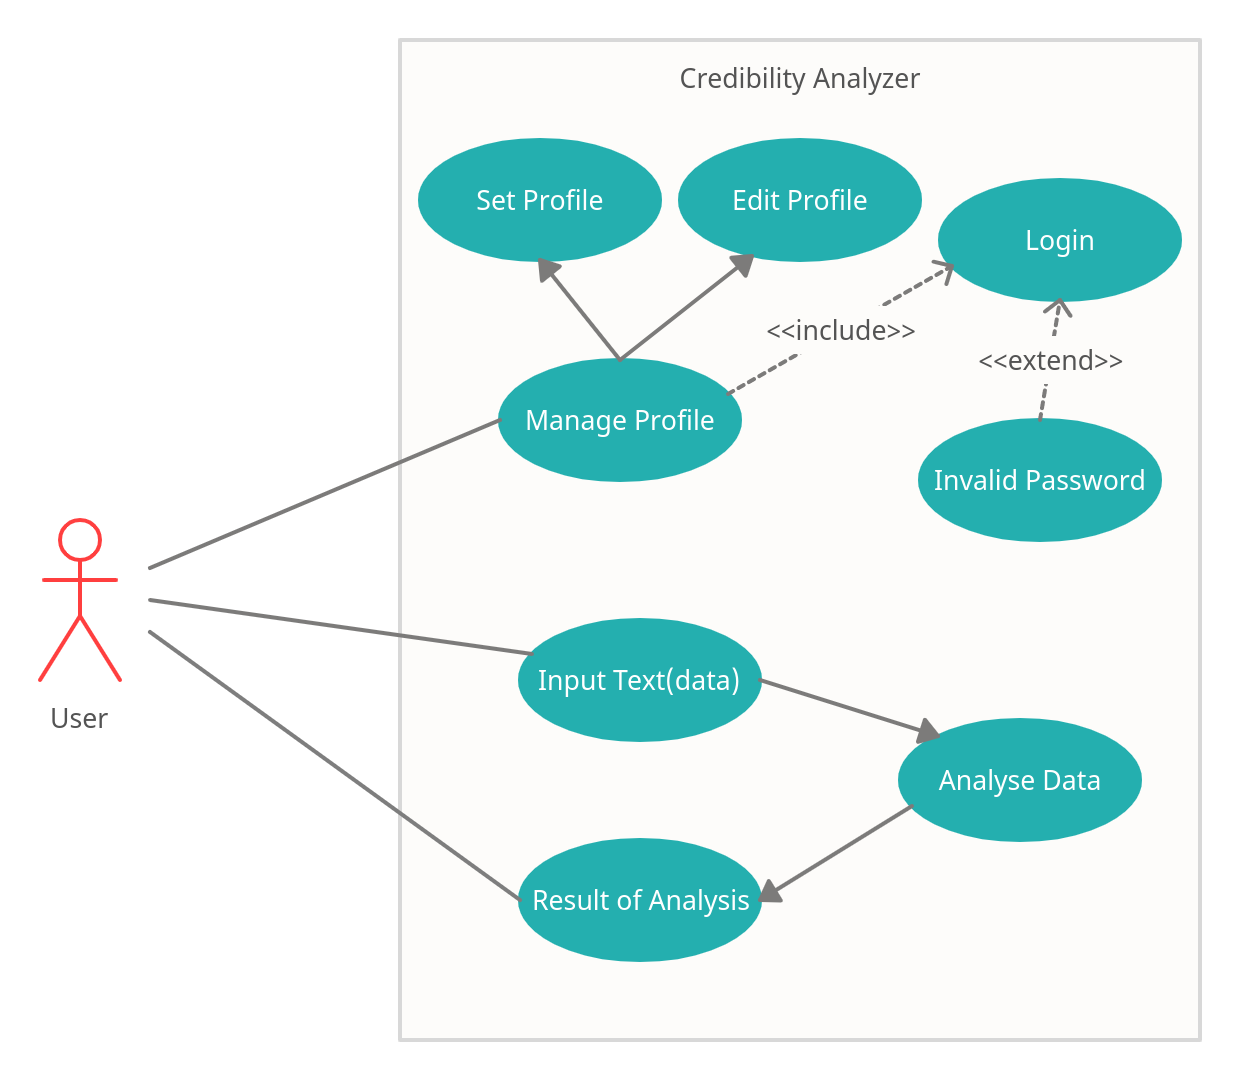 Credibility Analyzer
Set Profile
Edit Profile
Login
<<include>>
<<extend>>
Manage Profile
Invalid Password
Input Text(data)
User
Analyse Data
Result of Analysis